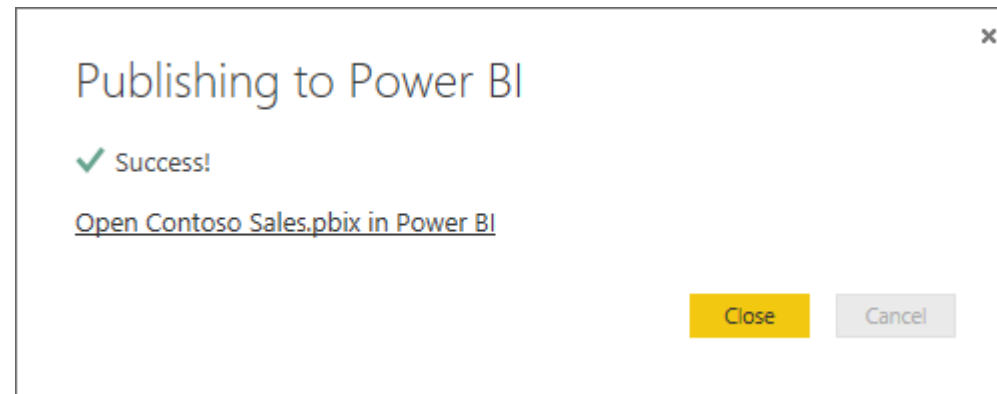 Publishing to Power BI
Success!
Open Contoso Sales.pbix in Power BI
Close
Cancel